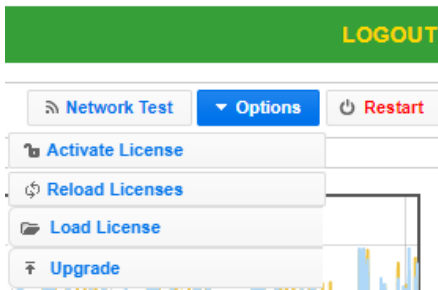 LOGOUT
Network Test Options Restart
Activate License
Reload Licenses
Load License
Upgrade